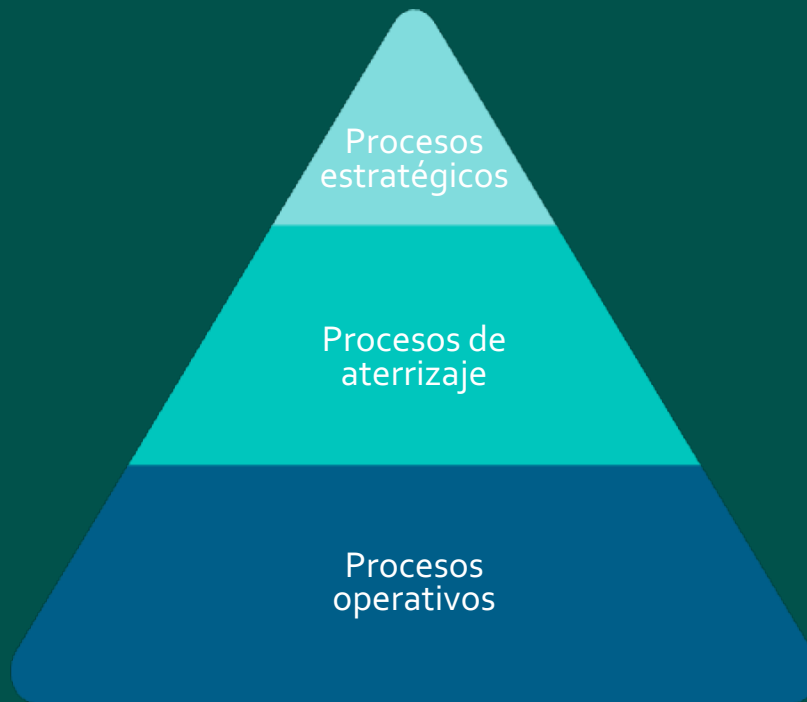 Procesos
estratégicos
Procesos de
aterrizaje
Procesos
operativos